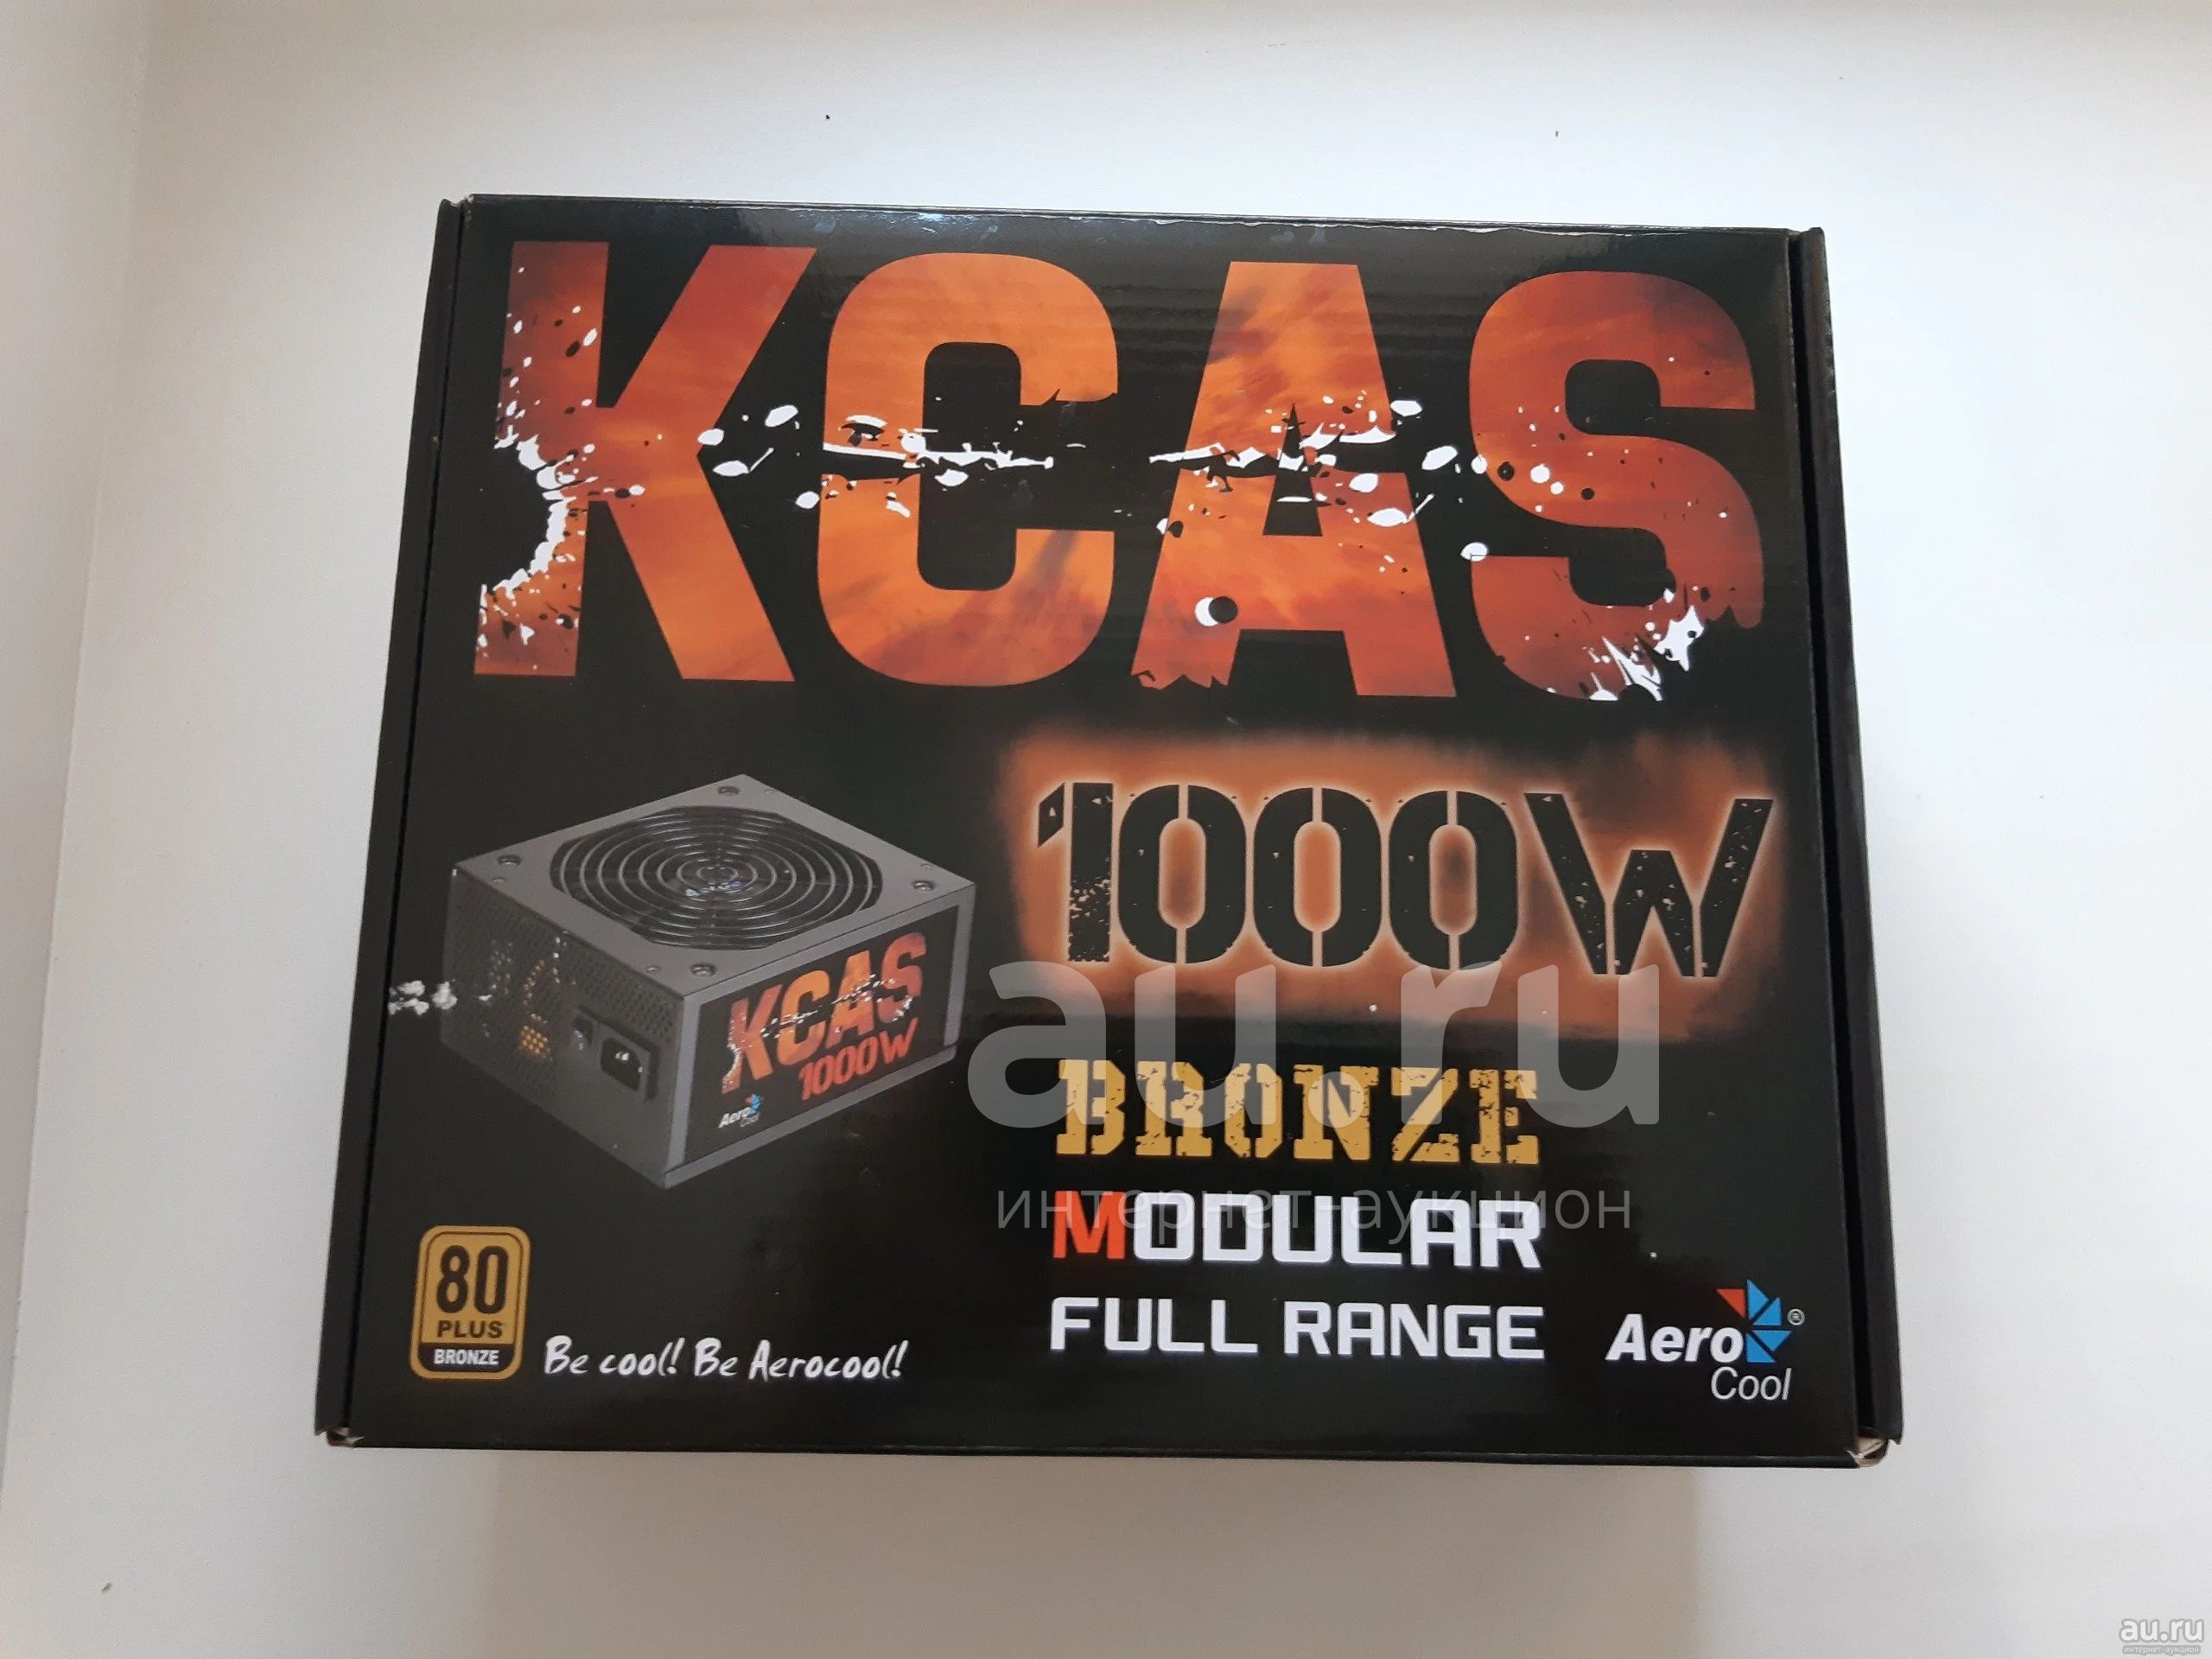 KCAS
1000W
KCAS
1000W
Aero
Cool
au.ru
BRONZE
интернет-аукцион
MODULAR
FULL RANGE
80
PLUS
BRONZE
Be cool! Be Aerocool!
Aero
Cool
®
au.ru
интернет-аукцион